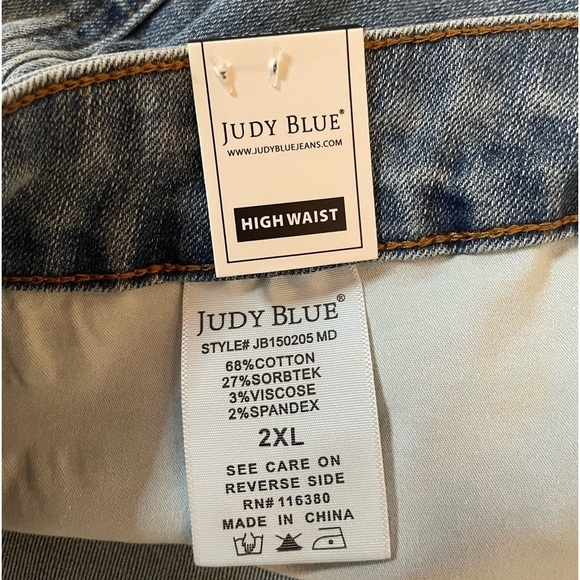 JUDY BLUE®
WWW.JUDYBLUEJEANS.COM
HIGH WAIST
JUDY BLUE®
STYLE# JB150205 MD
68%COTTON
27%SORBTEK
3%VISCOSE
2%SPANDEX
2XL
SEE CARE ON
REVERSE SIDE
RN# 116380
MADE IN CHINA